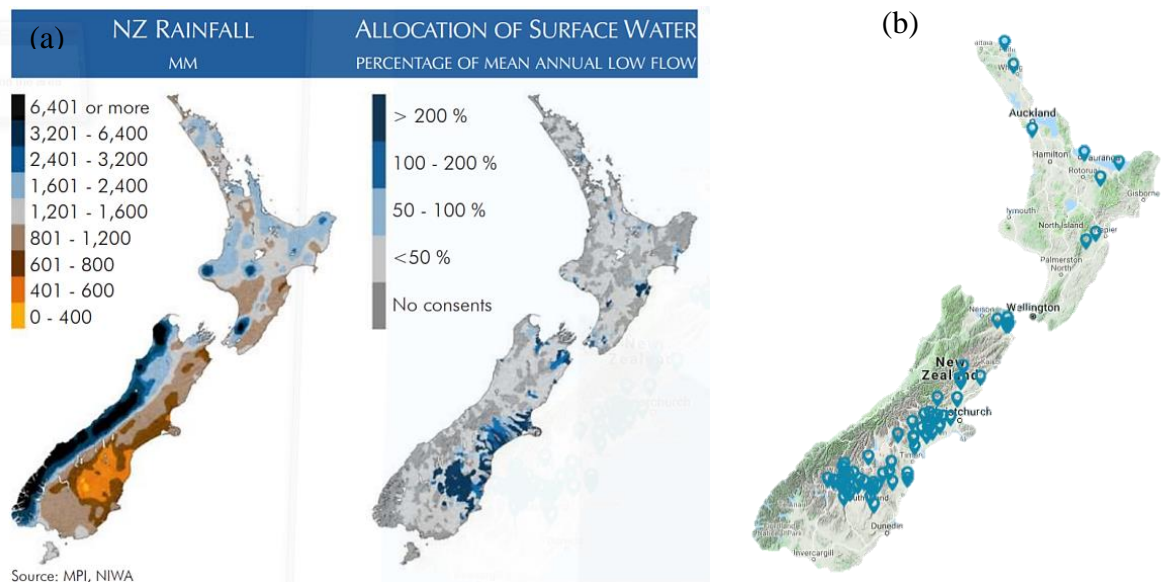 (a)
NZ RAINFALL
MM
6,401 or more
3,201 - 6,400
2,401 - 3,200
1,601 - 2,400
1,201 - 1,600
801 - 1,200
601 - 800
401 - 600
0 - 400
Source: MPI, NIWA
ALLOCATION OF SURFACE WATER
PERCENTAGE OF MEAN ANNUAL LOW FLOW
> 200 %
100 - 200 %
50 - 100 %
<50 %
No consents
(b)
Auckland
Hamilton
Rotorua
Gisborne
lymouth
North Island
Palmerston
North
Nelson
Wellington
New
Zealand
Dunedin
Invercargill